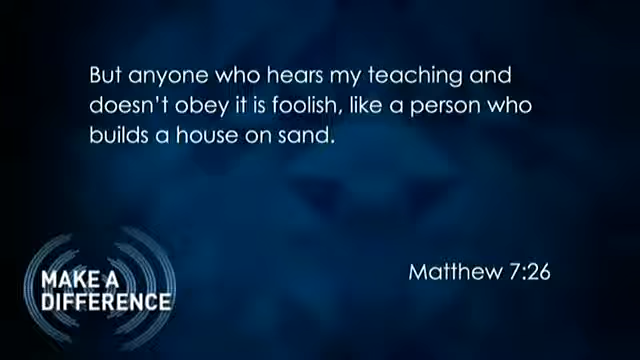 But anyone who hears my teaching and
doesn't obey it is foolish, like a person who
builds a house on sand.
Matthew 7:26
MAKE A
DIFFERENCE